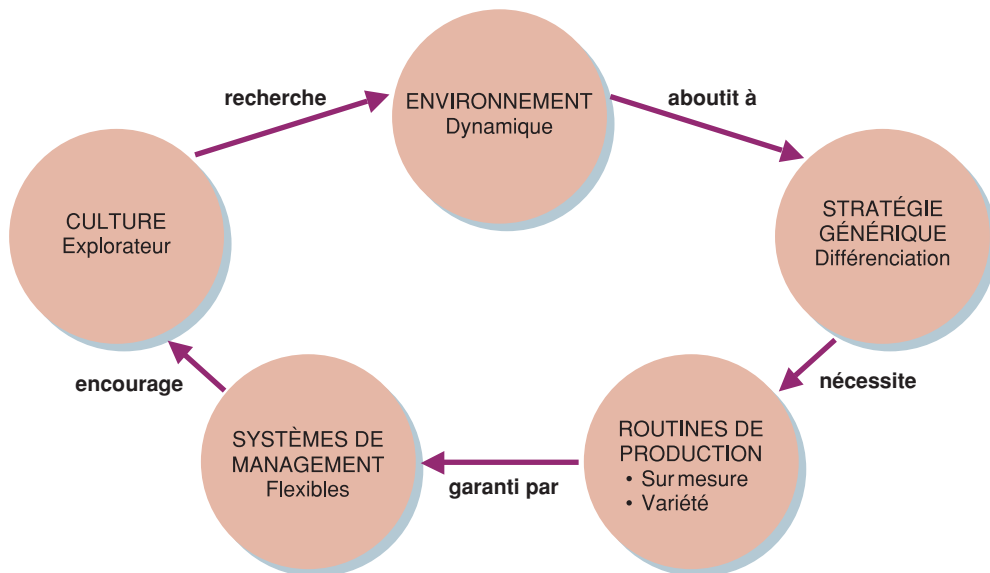 recherche
ENVIRONNEMENT
Dynamique
aboutit à
CULTURE
Explorateur
STRATÉGIE
GÉNÉRIQUE
Différenciation
encourage
nécessite
SYSTÈMES DE
MANAGEMENT
Flexibles
garanti par
ROUTINES DE
PRODUCTION
• Sur mesure
• Variété